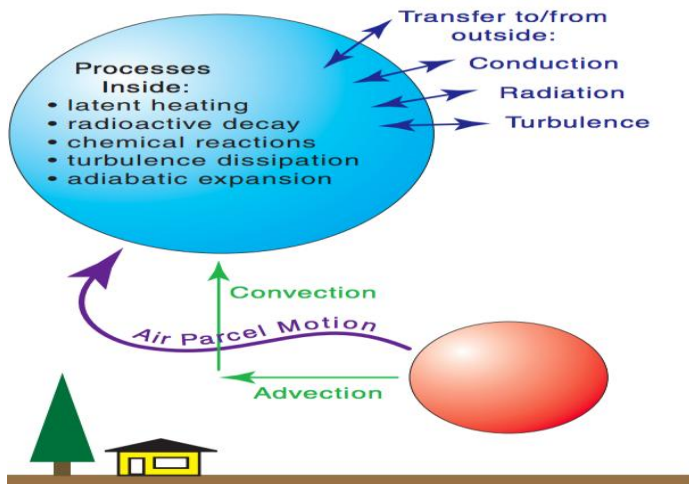 Transfer to/from
outside:
Conduction
Radiation
Turbulence
Processes
Inside:
• latent heating
• radioactive decay
• chemical reactions
• turbulence dissipation
• adiabatic expansion
Convection
Air Parcel Motion
Advection